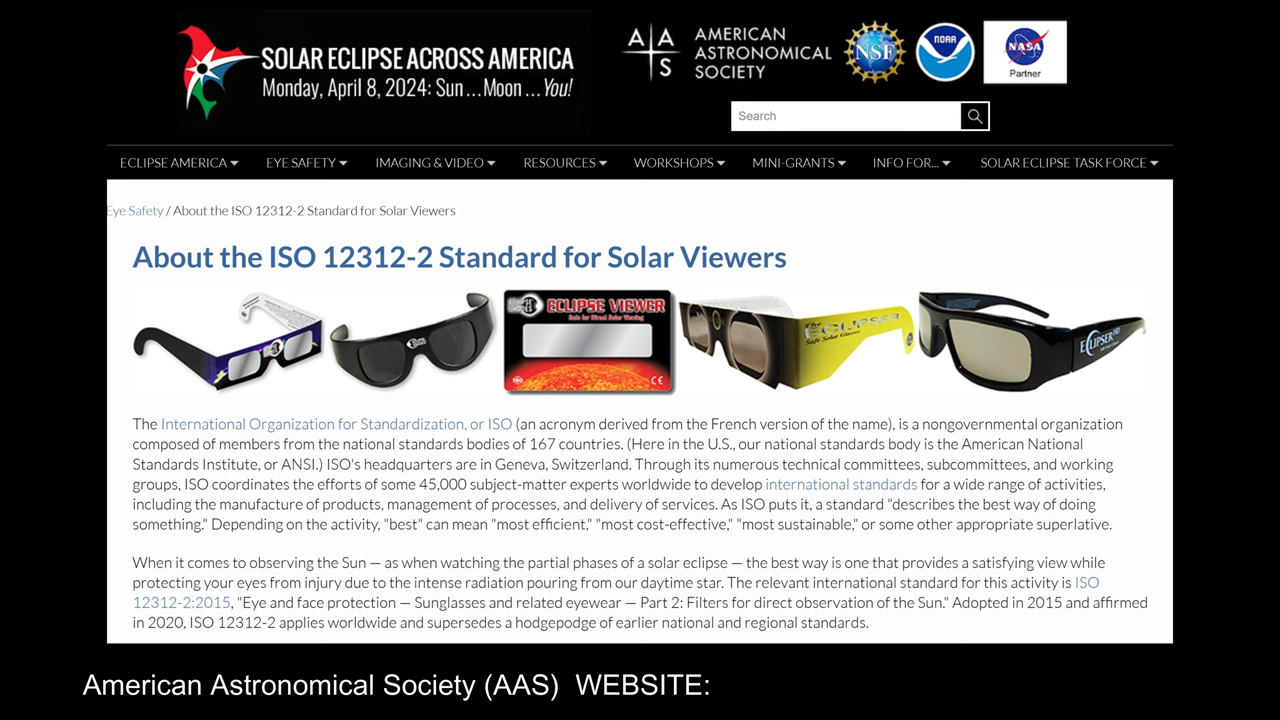 SOLAR ECLIPSE ACROSS AMERICA
Monday, April 8, 2024: Sun ... Moon ... You!
A A
S
AMERICAN
ASTRONOMICAL
SOCIETY
NSF
NOAA
NASA
Partner
Search
ECLIPSE AMERICA EYE SAFETY IMAGING & VIDEO RESOURCES WORKSHOPS MINI-GRANTS INFO FOR... SOLAR ECLIPSE TASK FORCE
Eye Safety / About the ISO 12312-2 Standard for Solar Viewers
About the ISO 12312-2 Standard for Solar Viewers
ECLIPSE VIEWER
Safe for Direct Solar Viewing
ISO CE
The ECLIPSER
Safe Solar Glasses
ECLIPSER HD
The International Organization for Standardization, or ISO (an acronym derived from the French version of the name), is a nongovernmental organization
composed of members from the national standards bodies of 167 countries. (Here in the U.S., our national standards body is the American National
Standards Institute, or ANSI.) ISO's headquarters are in Geneva, Switzerland. Through its numerous technical committees, subcommittees, and working
groups, ISO coordinates the efforts of some 45,000 subject-matter experts worldwide to develop international standards for a wide range of activities,
including the manufacture of products, management of processes, and delivery of services. As ISO puts it, a standard "describes the best way of doing
something." Depending on the activity, "best" can mean "most efficient," "most cost-effective," "most sustainable," or some other appropriate superlative.
When it comes to observing the Sun — as when watching the partial phases of a solar eclipse — the best way is one that provides a satisfying view while
protecting your eyes from injury due to the intense radiation pouring from our daytime star. The relevant international standard for this activity is ISO
12312-2:2015, "Eye and face protection — Sunglasses and related eyewear — Part 2: Filters for direct observation of the Sun." Adopted in 2015 and affirmed
in 2020, ISO 12312-2 applies worldwide and supersedes a hodgepodge of earlier national and regional standards.
American Astronomical Society (AAS) WEBSITE: